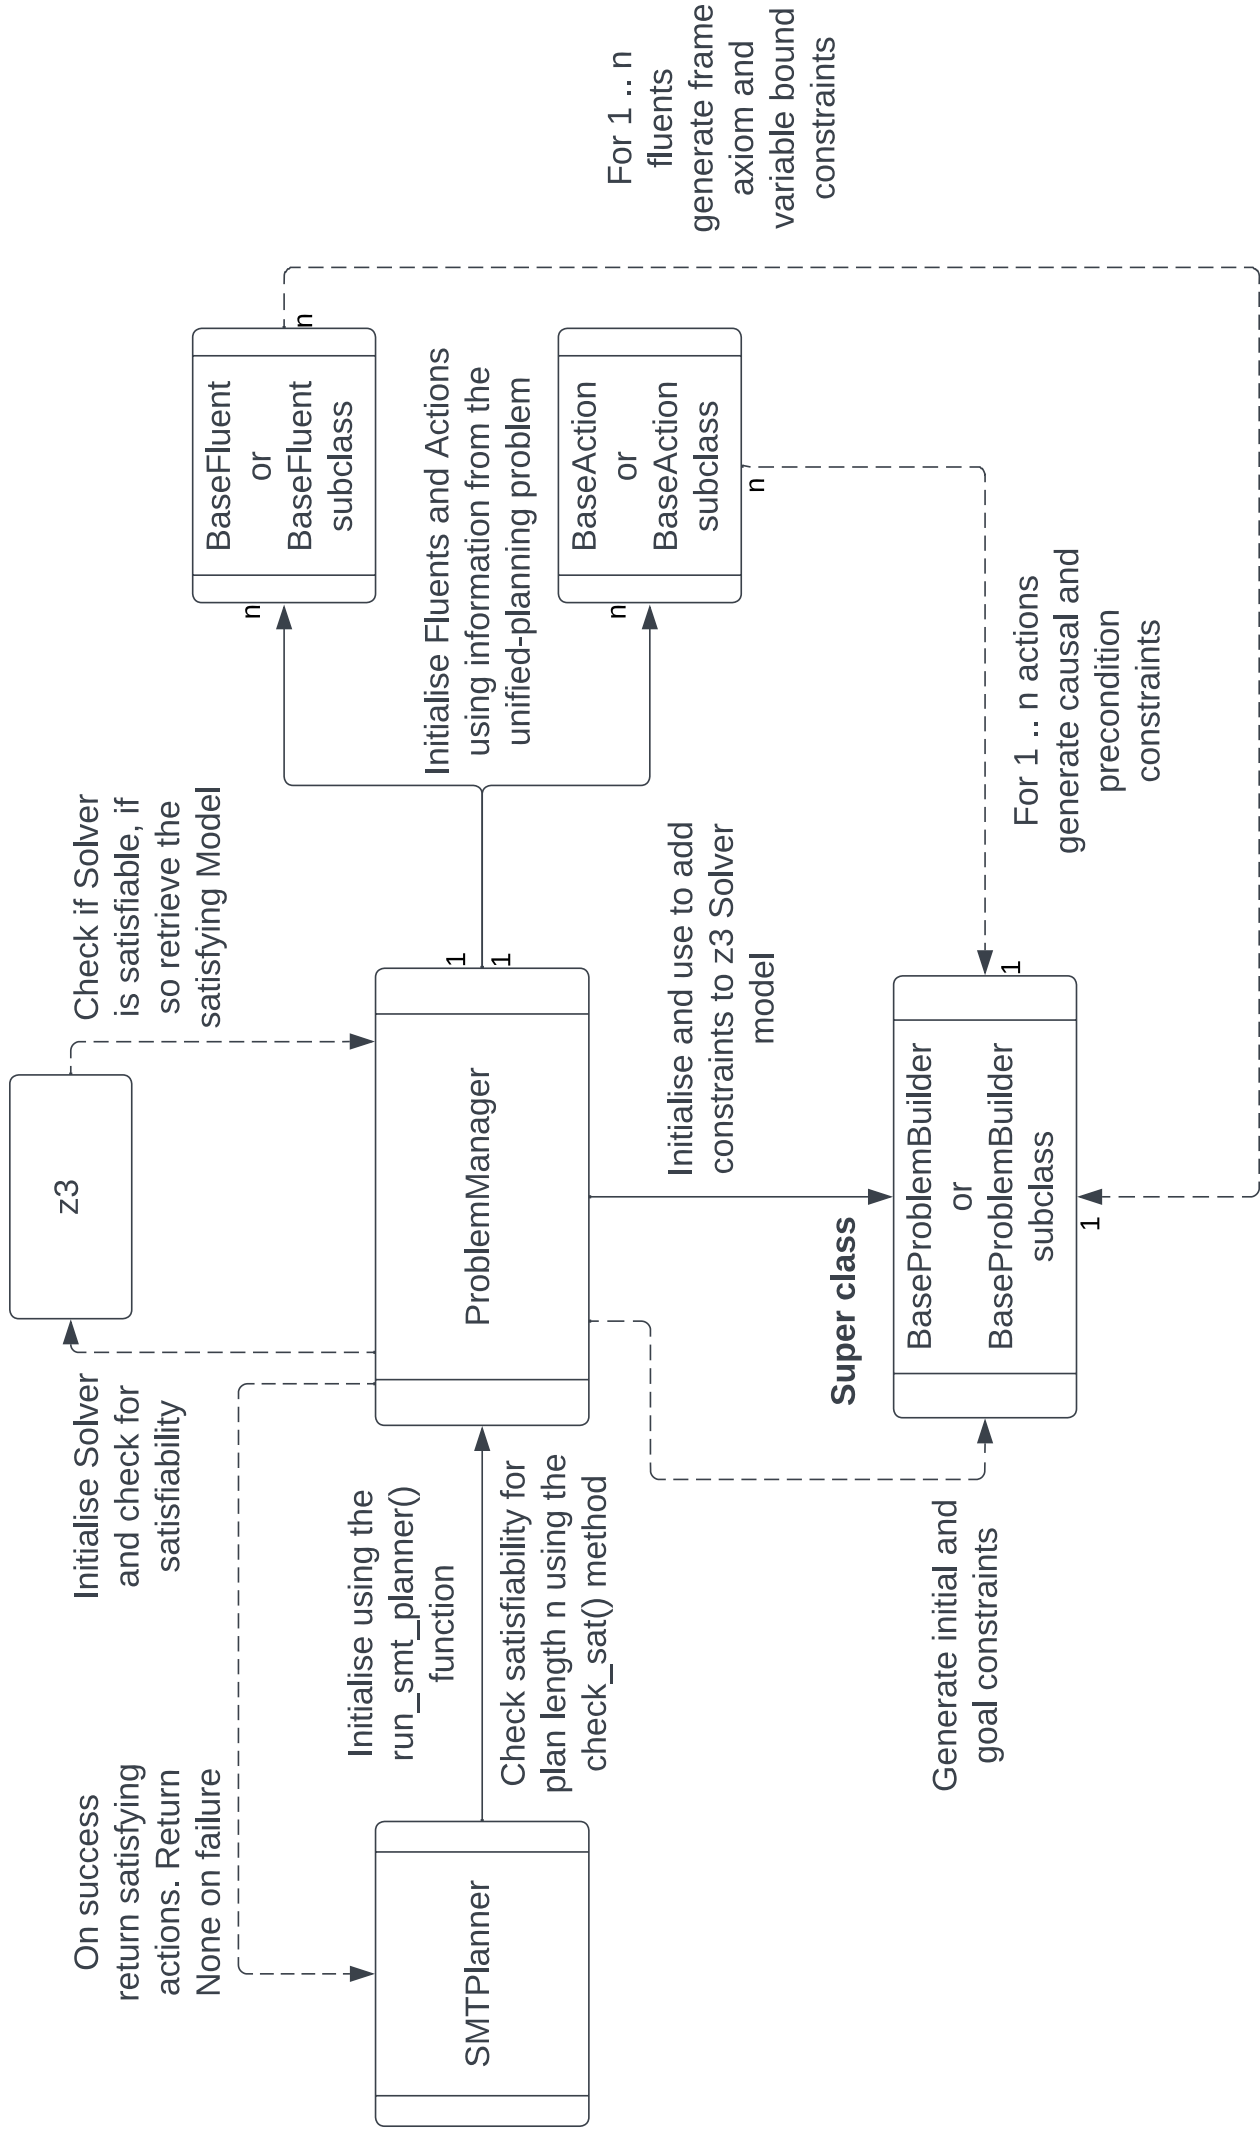 On success
return satisfying
actions. Return
None on failure
Initialise Solver
and check for
satisfiability
z3
Check if Solver
is satisfiable, if
so retrieve the
satisfying Model
SMTPlanner
Initialise using the
run_smt_planner()
function
Check satisfiability for
plan length n using the
check_sat() method
ProblemManager
1
1
n
BaseFluent
or
BaseFluent
subclass
n
Initialise Fluents and Actions
using information from the
unified-planning problem
n
BaseAction
or
BaseAction
subclass
n
For 1 .. n
fluents
generate frame
axiom and
variable bound
constraints
Initialise and use to add
constraints to z3 Solver
model
Super class
Generate initial and
goal constraints
BaseProblemBuilder
or
BaseProblemBuilder
subclass
1
1
For 1 .. n actions
generate causal and
precondition
constraints